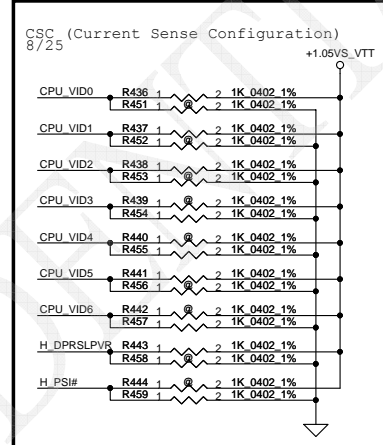 CSC (Current Sense Configuration)
8/25
+1.05VS_VTT
CPU_VID0 R436 1 2 1K_0402_1%
R451 1 @ 2 1K_0402_1%
CPU_VID1 R437 1 2 1K_0402_1%
R452 1 @ 2 1K_0402_1%
CPU_VID2 R438 1 2 1K_0402_1%
R453 1 @ 2 1K_0402_1%
CPU_VID3 R439 1 @ 2 1K_0402_1%
R454 1 2 1K_0402_1%
CPU_VID4 R440 1 @ 2 1K_0402_1%
R455 1 2 1K_0402_1%
CPU_VID5 R441 1 2 1K_0402_1%
R456 1 @ 2 1K_0402_1%
CPU_VID6 R442 1 @ 2 1K_0402_1%
R457 1 2 1K_0402_1%
H_DPRSLPVR R443 1 2 1K_0402_1%
R458 1 @ 2 1K_0402_1%
H_PSI# R444 1 @ 2 1K_0402_1%
R459 1 2 1K_0402_1%